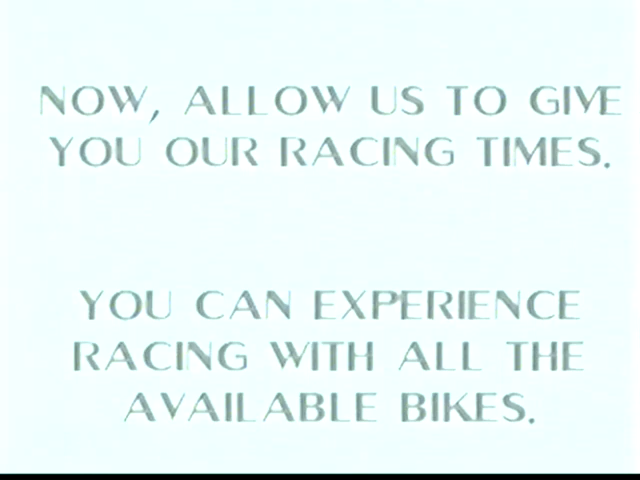 NOW, ALLOW US TO GIVE
YOU OUR RACING TIMES.
YOU CAN EXPERIENCE
RACING WITH ALL THE
AVAILABLE BIKES.